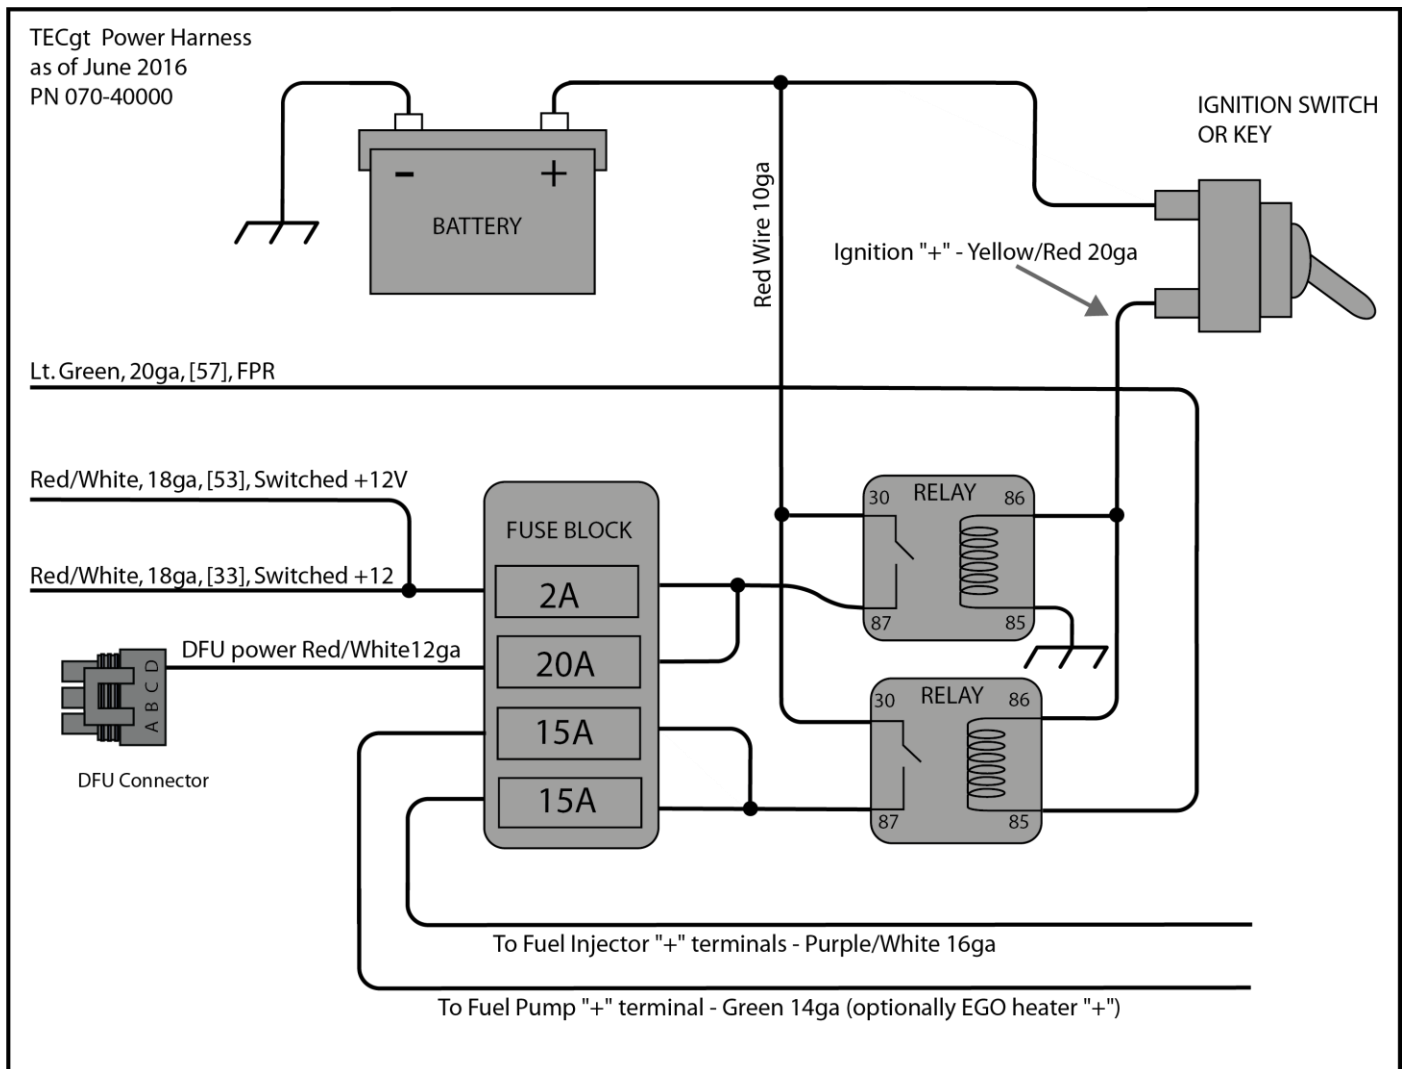 TECgt Power Harness
as of June 2016
PN 070-40000
IGNITION SWITCH
OR KEY
-
+
BATTERY
Red Wire 10ga
Ignition "+" - Yellow/Red 20ga
Lt. Green, 20ga, [57], FPR
Red/White, 18ga, [53], Switched +12V
Red/White, 18ga, [33], Switched +12
DFU power Red/White12ga
A B C D
DFU Connector
FUSE BLOCK
2A
20A
15A
15A
RELAY
30
86
87
85
RELAY
30
86
87
85
To Fuel Injector "+" terminals - Purple/White 16ga
To Fuel Pump "+" terminal - Green 14ga (optionally EGO heater "+")